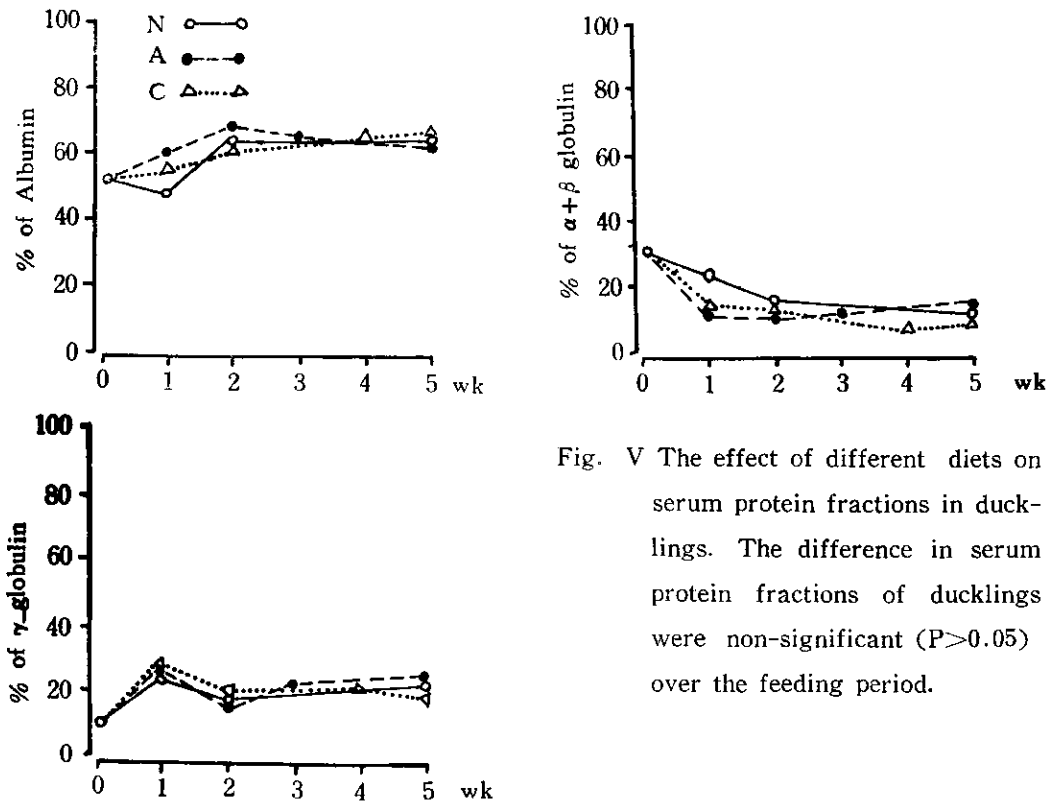 100
80
60
40
20
0
% of Albumin
N
A
C
0 1 2 3 4 5 wk
100
80
60
40
20
0
% of α+β globulin
0 1 2 3 4 5 wk
100
80
60
40
20
0
% of γ-globulin
0 1 2 3 4 5 wk
Fig. V The effect of different diets on
serum protein fractions in duck-
lings. The difference in serum
protein fractions of ducklings
were non-significant (P>0.05)
over the feeding period.